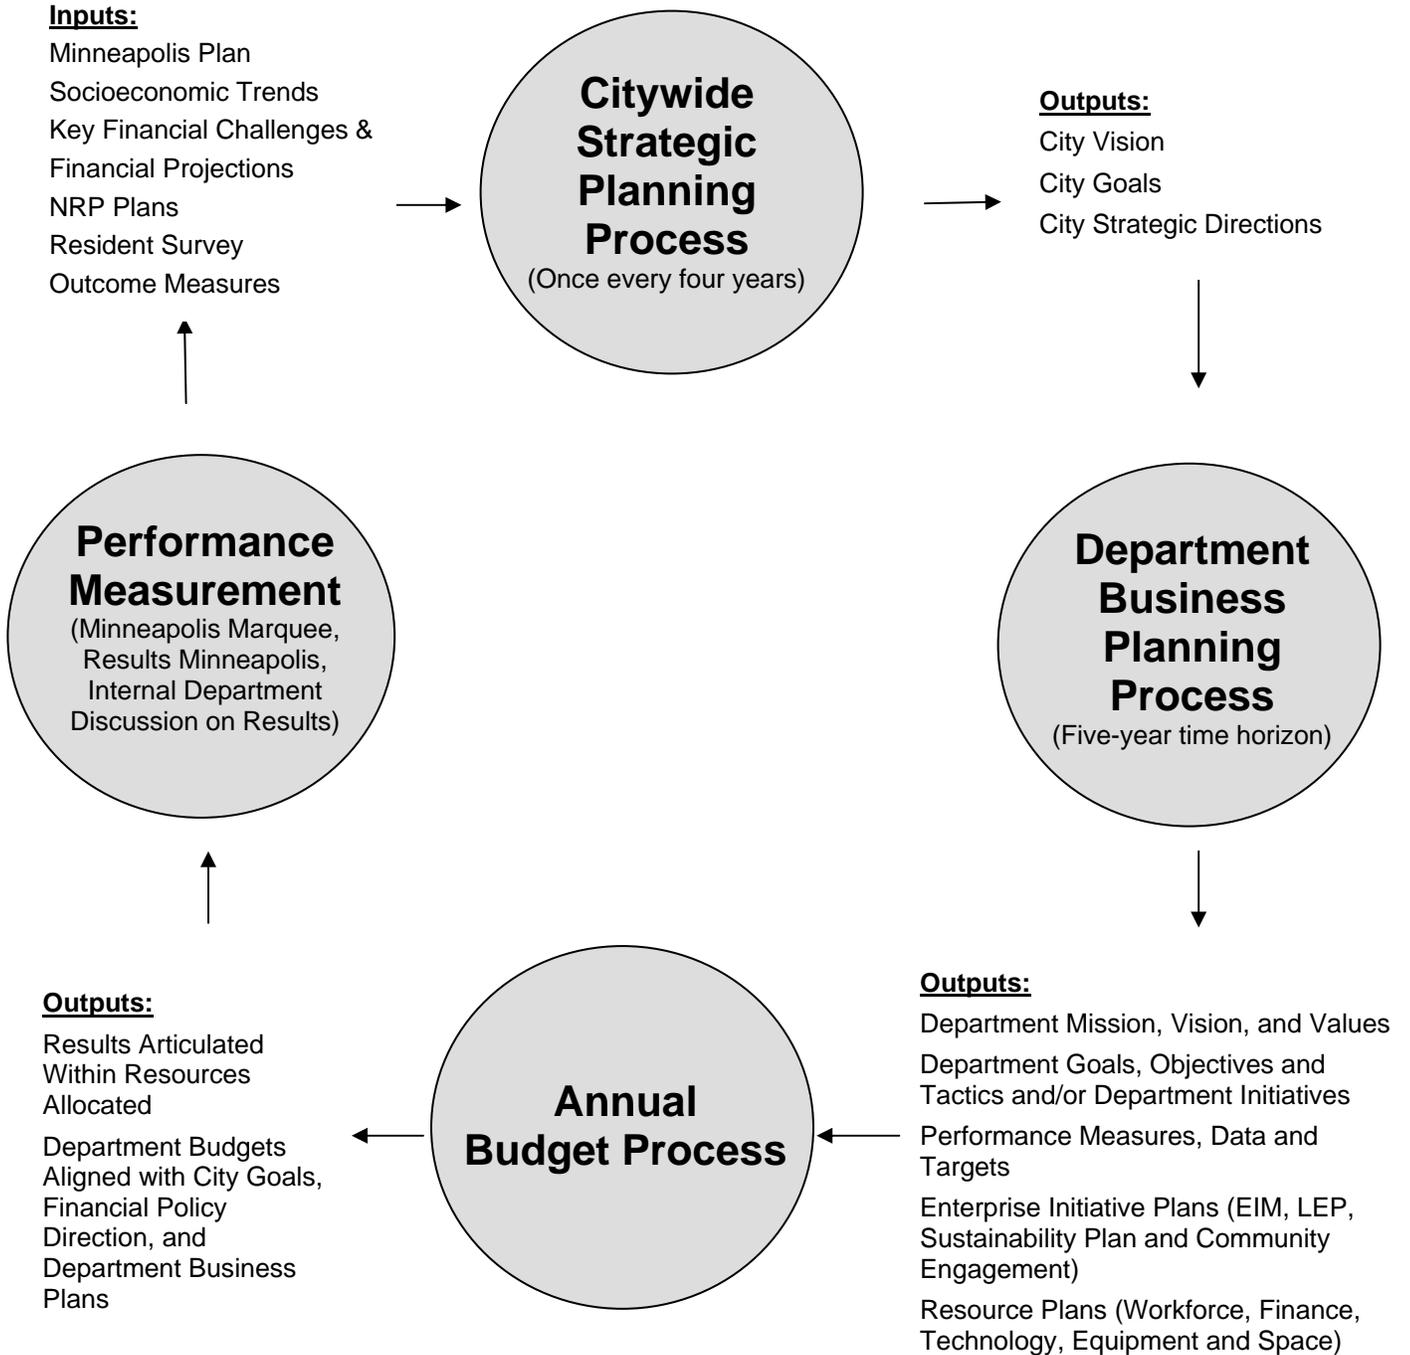 Inputs:
Minneapolis Plan
Socioeconomic Trends
Key Financial Challenges &
Financial Projections
NRP Plans
Resident Survey
Outcome Measures
Citywide
Strategic
Planning
Process
(Once every four years)
Outputs:
City Vision
City Goals
City Strategic Directions
Performance
Measurement
(Minneapolis Marquee,
Results Minneapolis,
Internal Department
Discussion on Results)
Department
Business
Planning
Process
(Five-year time horizon)
Outputs:
Results Articulated
Within Resources
Allocated
Department Budgets
Aligned with City Goals,
Financial Policy
Direction, and
Department Business
Plans
Annual
Budget Process
Outputs:
Department Mission, Vision, and Values
Department Goals, Objectives and
Tactics and/or Department Initiatives
Performance Measures, Data and
Targets
Enterprise Initiative Plans (EIM, LEP,
Sustainability Plan and Community
Engagement)
Resource Plans (Workforce, Finance,
Technology, Equipment and Space)